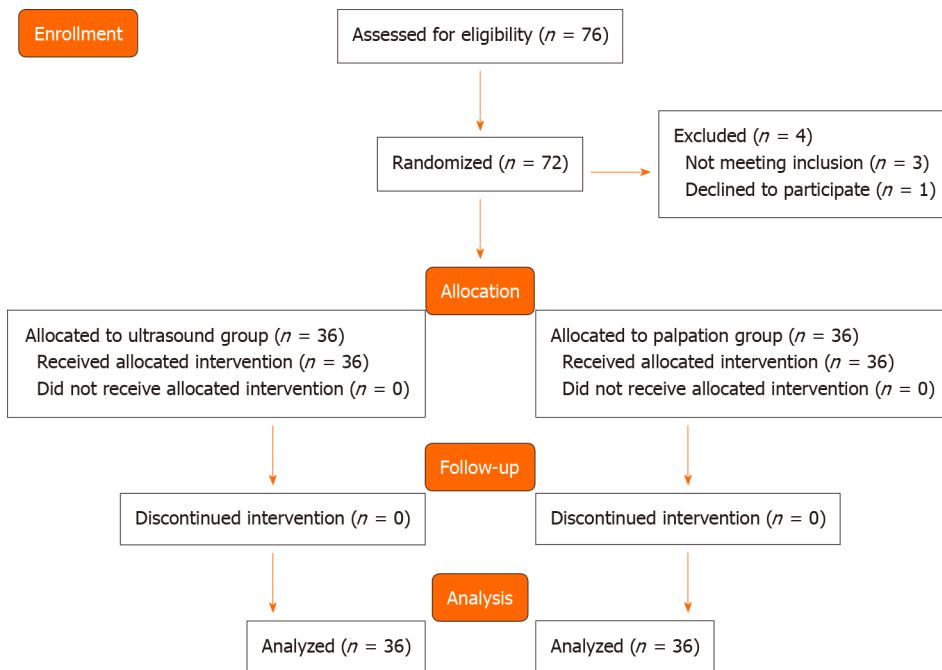 Enrollment
Assessed for eligibility (n = 76)
Randomized (n = 72)
Excluded (n = 4)
Not meeting inclusion (n = 3)
Declined to participate (n = 1)
Allocation
Allocated to ultrasound group (n = 36)
Received allocated intervention (n = 36)
Did not receive allocated intervention (n = 0)
Allocated to palpation group (n = 36)
Received allocated intervention (n = 36)
Did not receive allocated intervention (n = 0)
Follow-up
Discontinued intervention (n = 0)
Discontinued intervention (n = 0)
Analysis
Analyzed (n = 36)
Analyzed (n = 36)